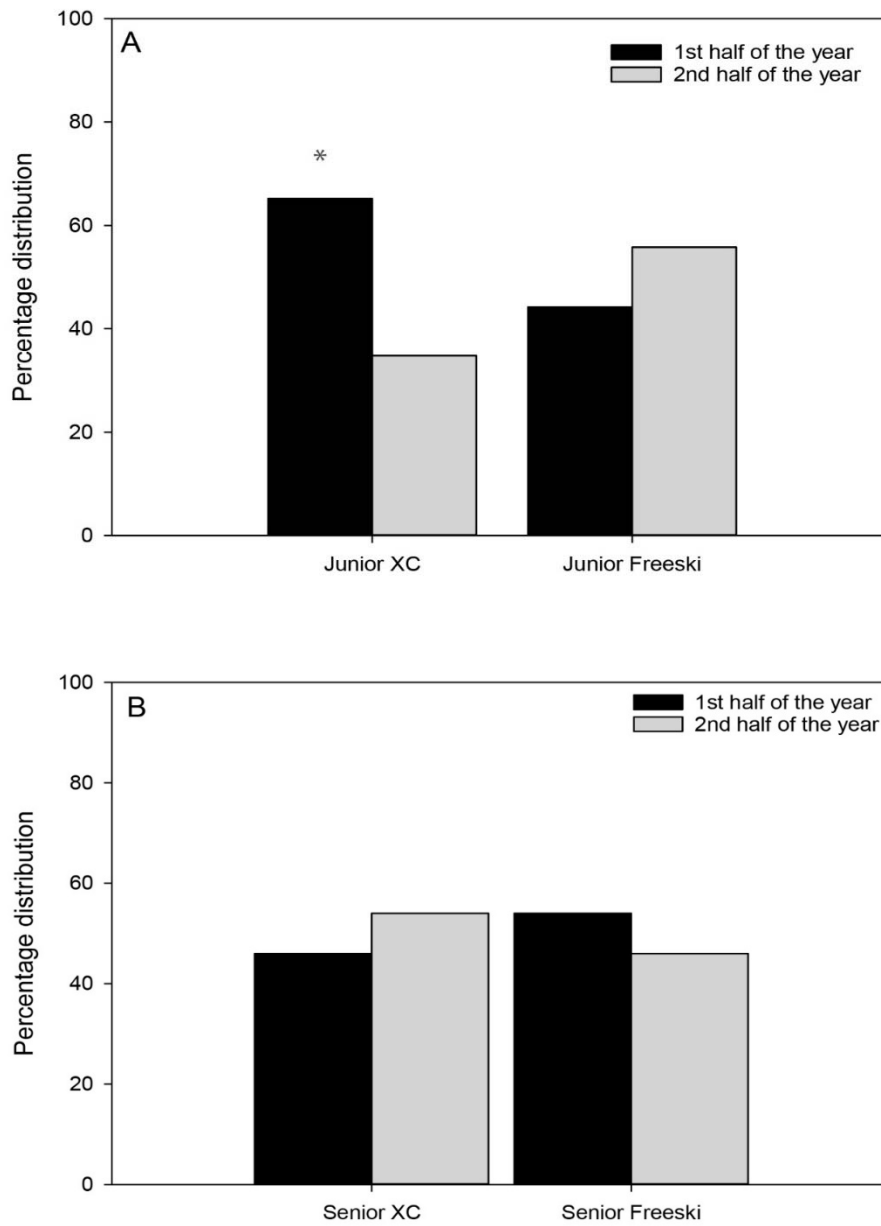 A
1st half of the year
2nd half of the year
100
80
60
40
20
0
Percentage distribution
*
Junior XC
Junior Freeski
B
1st half of the year
2nd half of the year
100
80
60
40
20
0
Percentage distribution
Senior XC
Senior Freeski